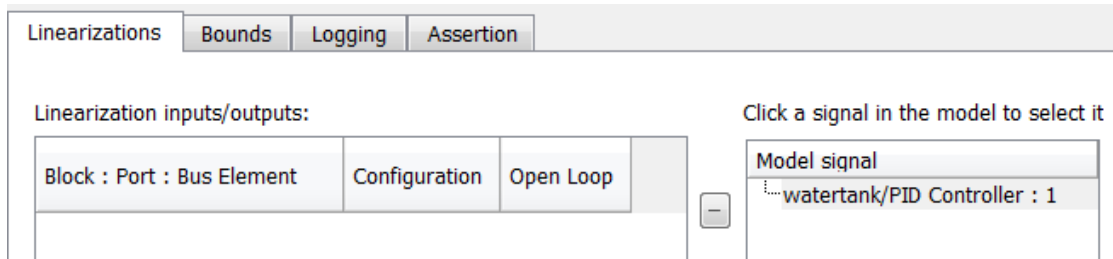 Linearizations Bounds Logging Assertion
Linearization inputs/outputs: Click a signal in the model to select it
Block : Port : Bus Element Configuration Open Loop Model signal
watertank/PID Controller : 1
−